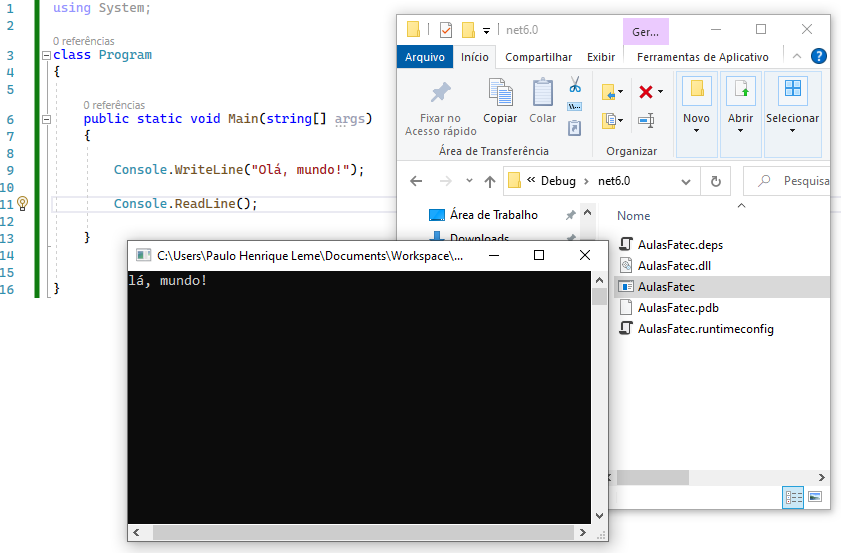 1 using System;
2
0 referências
3 class Program
4 {
5
0 referências
6 public static void Main(string[] args)
7 {
8
9 Console.WriteLine("Olá, mundo!");
10
11 Console.ReadLine();
12
13 }
14
15
16 }
net6.0
Ger...
Arquivo Início Compartilhar Exibir Ferramentas de Aplicativo
Fixar no
Acesso rápido
Copiar
Colar
Novo
Abrir
Selecionar
Área de Transferência
Organizar
« Debug > net6.0
Pesquisa
Área de Trabalho
Downloads
Nome
AulasFatec.deps
AulasFatec.dll
AulasFatec
AulasFatec.pdb
AulasFatec.runtimeconfig
C:\Users\Paulo Henrique Leme\Documents\Workspace\...
lá, mundo!